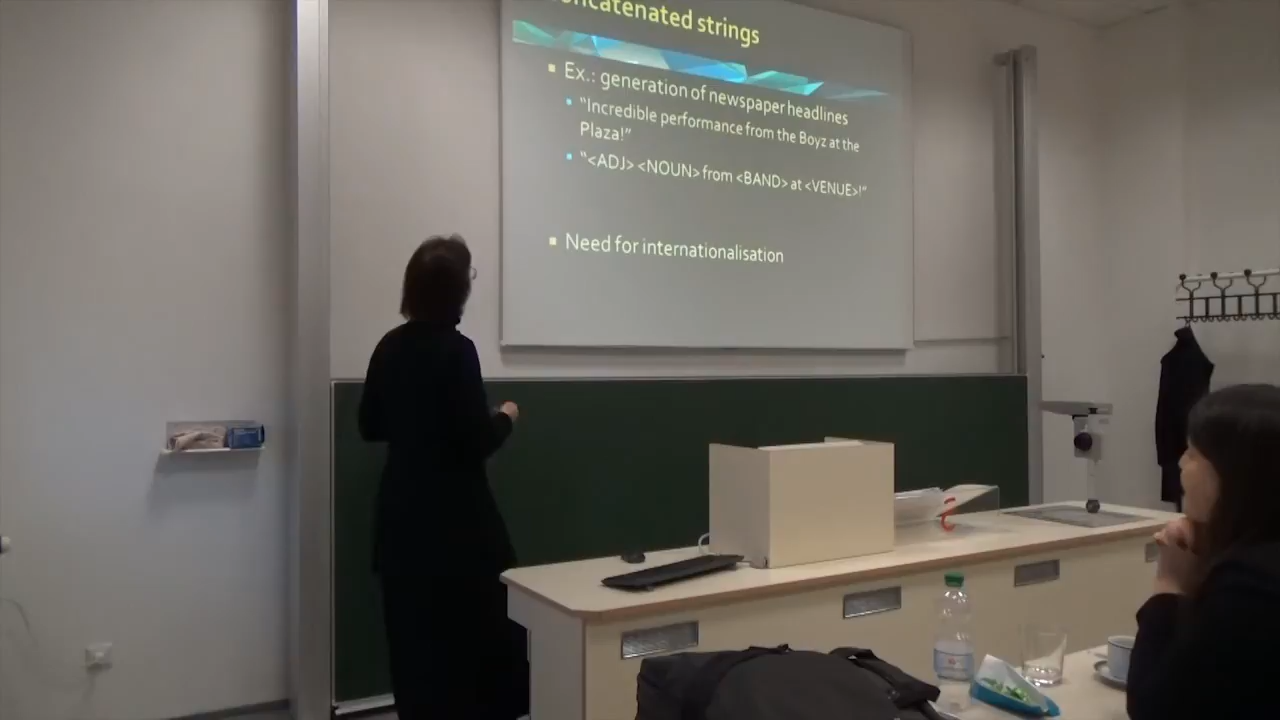 oncatenated strings
Ex.: generation of newspaper headlines
“Incredible performance from the Boyz at the
Plaza!”
“<ADJ> <NOUN> from <BAND> at <VENUE>!”
Need for internationalisation